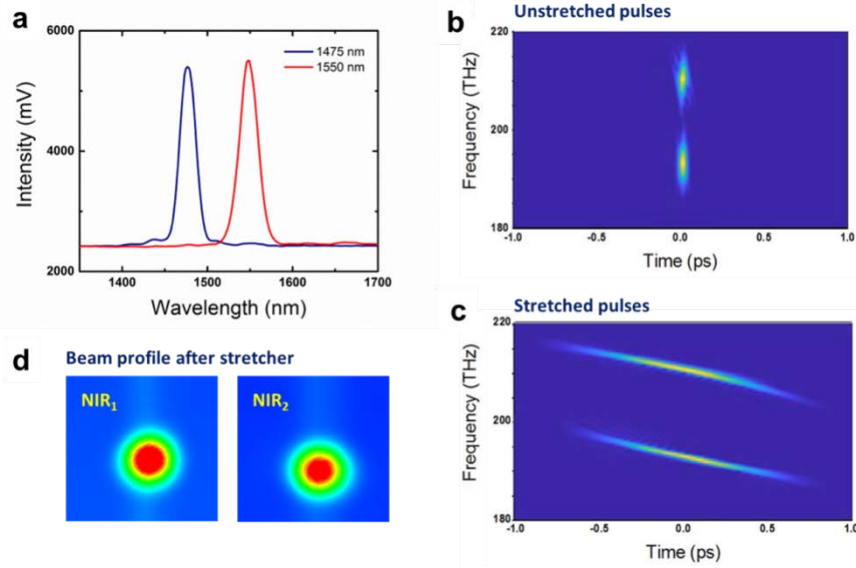 a
6000
4000
2000
1400
1500
1600
1700
Intensity (mV)
Wavelength (nm)
1475 nm
1550 nm
b
Unstretched pulses
220
200
180
-1.0
-0.5
0.0
0.5
1.0
Frequency (THz)
Time (ps)
c
Stretched pulses
220
200
180
-1.0
-0.5
0.0
0.5
1.0
Frequency (THz)
Time (ps)
d
Beam profile after stretcher
NIR₁
NIR₂